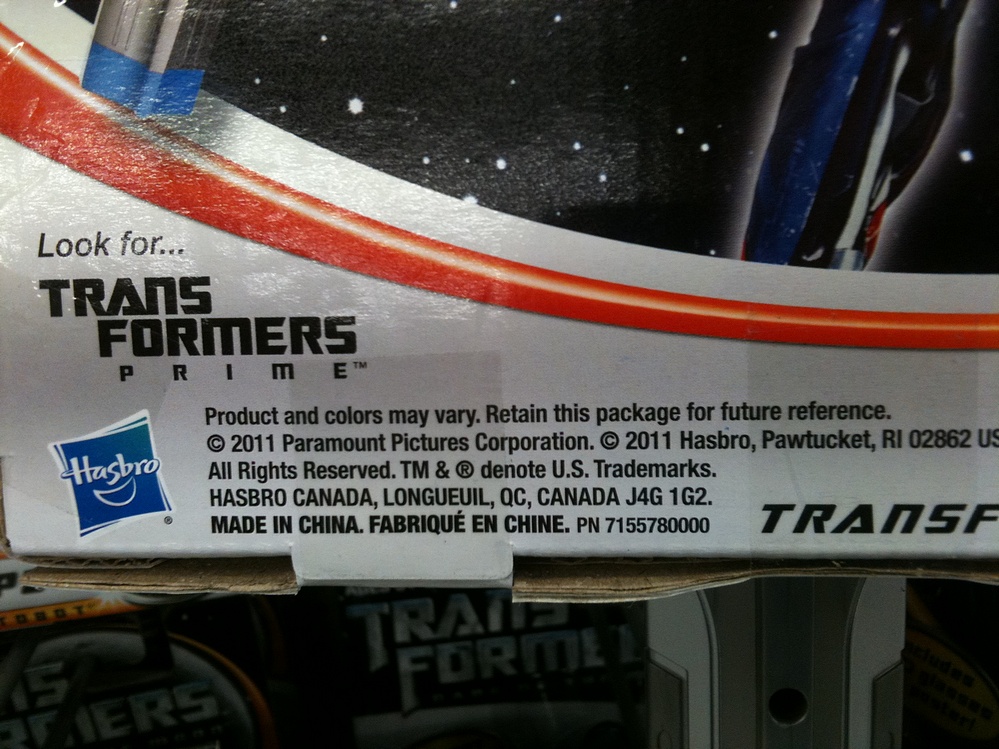 Look for...
TRANS
FORMERS
PRIME™
Hasbro®
Product and colors may vary. Retain this package for future reference.
© 2011 Paramount Pictures Corporation. © 2011 Hasbro, Pawtucket, RI 02862 US
All Rights Reserved. TM & ® denote U.S. Trademarks.
HASBRO CANADA, LONGUEUIL, QC, CANADA J4G 1G2.
MADE IN CHINA. FABRIQUÉ EN CHINE. PN 7155780000
TRANSF
TRANS
FORME